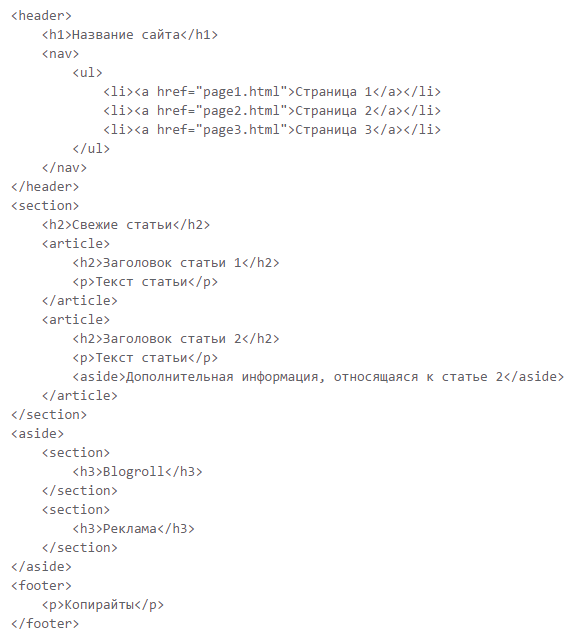 <header>
    <h1>Название сайта</h1>
    <nav>
        <ul>
            <li><a href="page1.html">Страница 1</a></li>
            <li><a href="page2.html">Страница 2</a></li>
            <li><a href="page3.html">Страница 3</a></li>
        </ul>
    </nav>
</header>
<section>
    <h2>Свежие статьи</h2>
    <article>
        <h2>Заголовок статьи 1</h2>
        <p>Текст статьи</p>
    </article>
    <article>
        <h2>Заголовок статьи 2</h2>
        <p>Текст статьи</p>
        <aside>Дополнительная информация, относящаяся к статье 2</aside>
    </article>
</section>
<aside>
    <section>
        <h3>Blogroll</h3>
    </section>
    <section>
        <h3>Реклама</h3>
    </section>
</aside>
<footer>
    <p>Копирайты</p>
</footer>